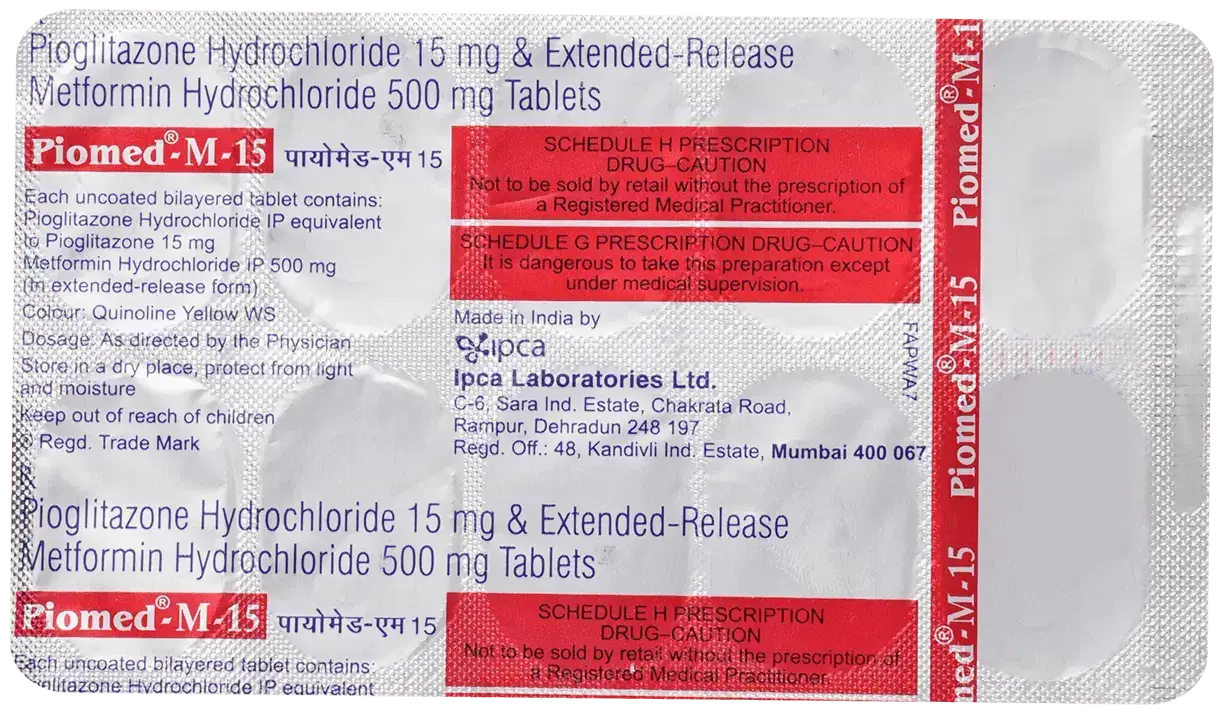 Pioglitazone Hydrochloride 15 mg & Extended-Release
Metformin Hydrochloride 500 mg Tablets
Piomed®-M-15 पायोमेड-एम 15
Each uncoated bilayered tablet contains:
Pioglitazone Hydrochloride IP equivalent
to Pioglitazone 15 mg
Metformin Hydrochloride IP 500 mg
(In extended-release form)
Colour: Quinoline Yellow WS
Dosage: As directed by the Physician
Store in a dry place, protect from light
and moisture
Keep out of reach of children
® Regd. Trade Mark
SCHEDULE H PRESCRIPTION
DRUG–CAUTION
Not to be sold by retail without the prescription of
a Registered Medical Practitioner.
SCHEDULE G PRESCRIPTION DRUG–CAUTION
It is dangerous to take this preparation except
under medical supervision.
Made in India by
ipca
Ipca Laboratories Ltd.
C-6, Sara Ind. Estate, Chakrata Road,
Rampur, Dehradun 248 197
Regd. Off.: 48, Kandivli Ind. Estate, Mumbai 400 067
FAPWA7
Piomed®-M-1
Piomed®-M-15
med®-M-15
Pioglitazone Hydrochloride 15 mg & Extended-Release
Metformin Hydrochloride 500 mg Tablets
Piomed®-M-15 पायोमेड-एम 15
Each uncoated bilayered tablet contains:
glitazone Hydrochloride IP equivalent
SCHEDULE H PRESCRIPTION
DRUG–CAUTION
Not to be sold by retail without the prescription of
a Registered Medical Practitioner.